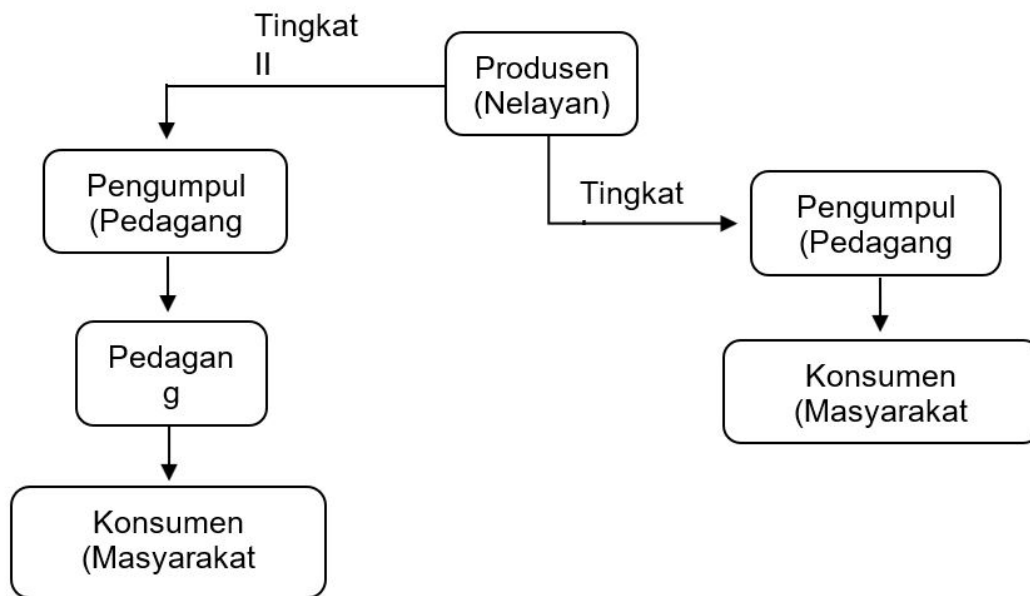 Tingkat
II
Produsen
(Nelayan)
Pengumpul
(Pedagang
Tingkat
Pengumpul
(Pedagang
Pedagan
g
Konsumen
(Masyarakat
Konsumen
(Masyarakat